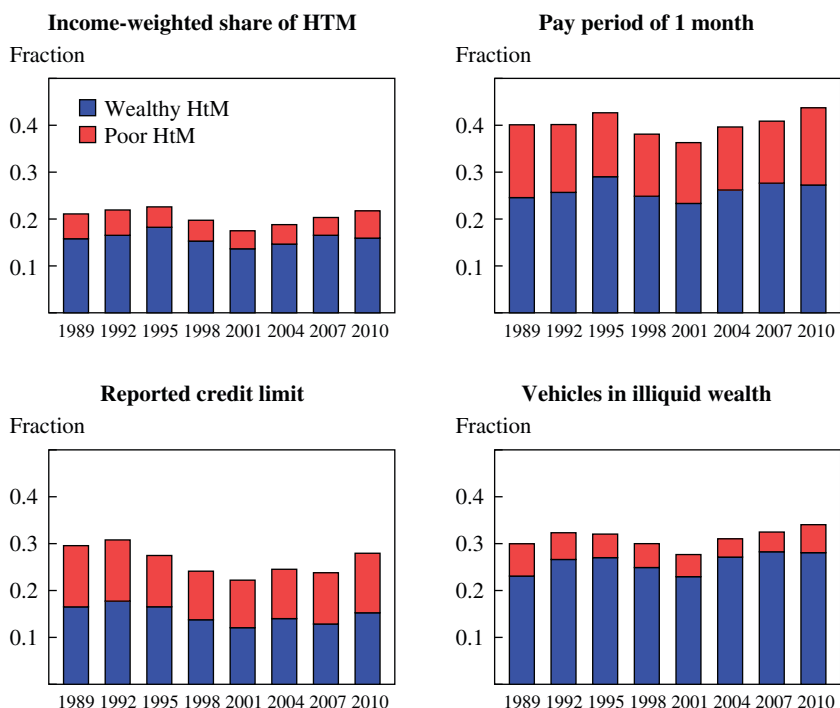 Income-weighted share of HTM
Fraction
Wealthy HtM
Poor HtM
0.4
0.3
0.2
0.1
1989 1992 1995 1998 2001 2004 2007 2010
Pay period of 1 month
Fraction
0.4
0.3
0.2
0.1
1989 1992 1995 1998 2001 2004 2007 2010
Reported credit limit
Fraction
0.4
0.3
0.2
0.1
1989 1992 1995 1998 2001 2004 2007 2010
Vehicles in illiquid wealth
Fraction
0.4
0.3
0.2
0.1
1989 1992 1995 1998 2001 2004 2007 2010